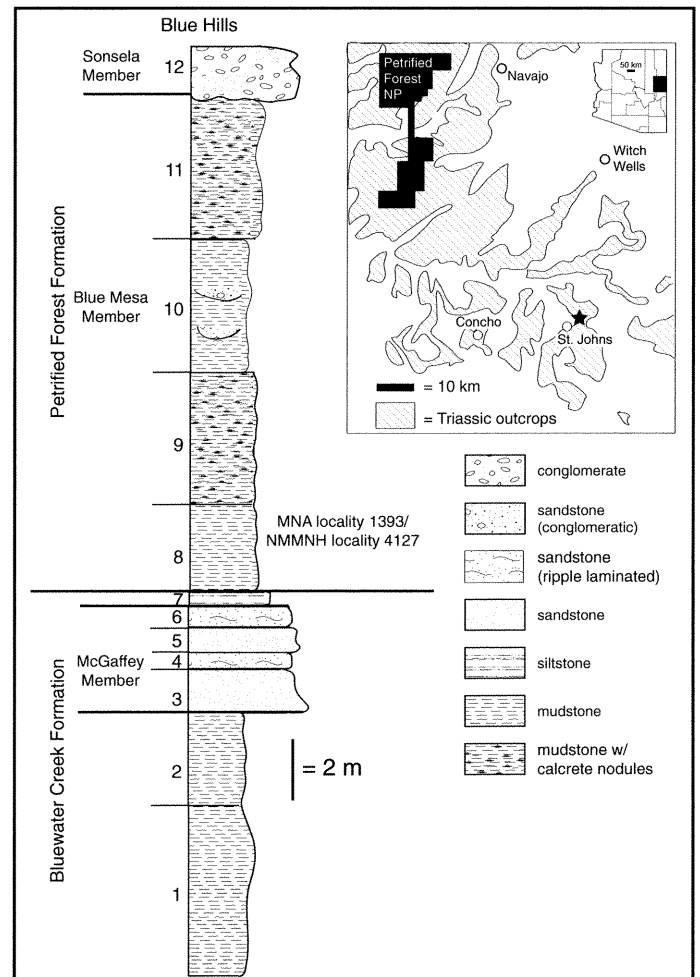 Blue Hills
Sonsela
Member
12
11
Petrified Forest Formation
Blue Mesa
Member
10
9
MNA locality 1393/
NMMNH locality 4127
8
7
6
5
McGaffey
Member
4
3
Bluewater Creek Formation
2
= 2 m
1
Petrified
Forest
NP
Navajo
50 km
Witch
Wells
Concho
St. Johns
= 10 km
= Triassic outcrops
conglomerate
sandstone
(conglomeratic)
sandstone
(ripple laminated)
sandstone
siltstone
mudstone
mudstone w/
calcrete nodules